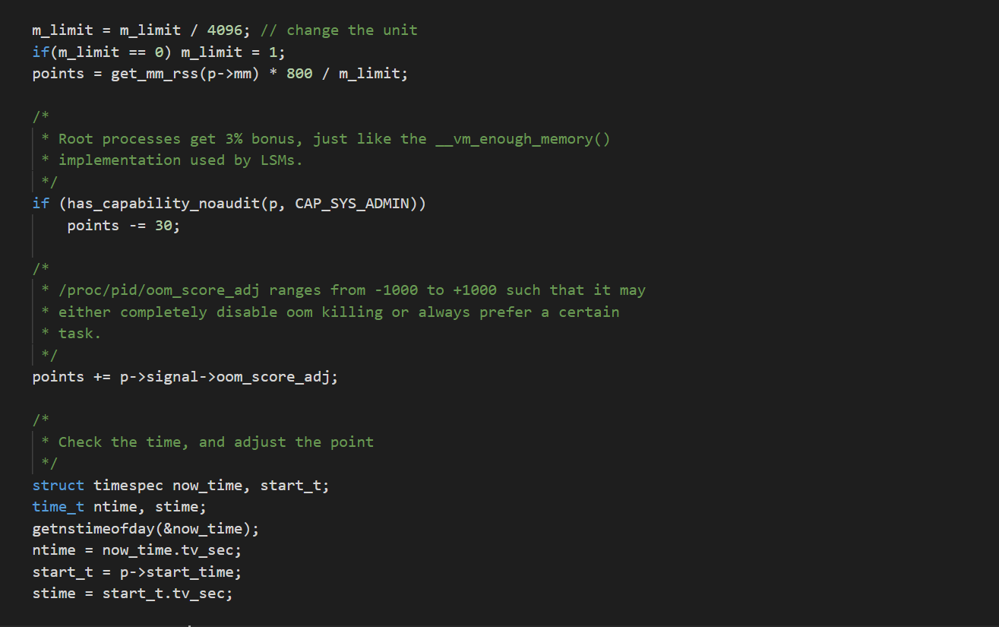 m_limit = m_limit / 4096; // change the unit
if(m_limit == 0) m_limit = 1;
points = get_mm_rss(p->mm) * 800 / m_limit;
/*
* Root processes get 3% bonus, just like the __vm_enough_memory()
* implementation used by LSMs.
*/
if (has_capability_noaudit(p, CAP_SYS_ADMIN))
points -= 30;
/*
* /proc/pid/oom_score_adj ranges from -1000 to +1000 such that it may
* either completely disable oom killing or always prefer a certain
* task.
*/
points += p->signal->oom_score_adj;
/*
* Check the time, and adjust the point
*/
struct timespec now_time, start_t;
time_t ntime, stime;
getnstimeofday(&now_time);
ntime = now_time.tv_sec;
start_t = p->start_time;
stime = start_t.tv_sec;